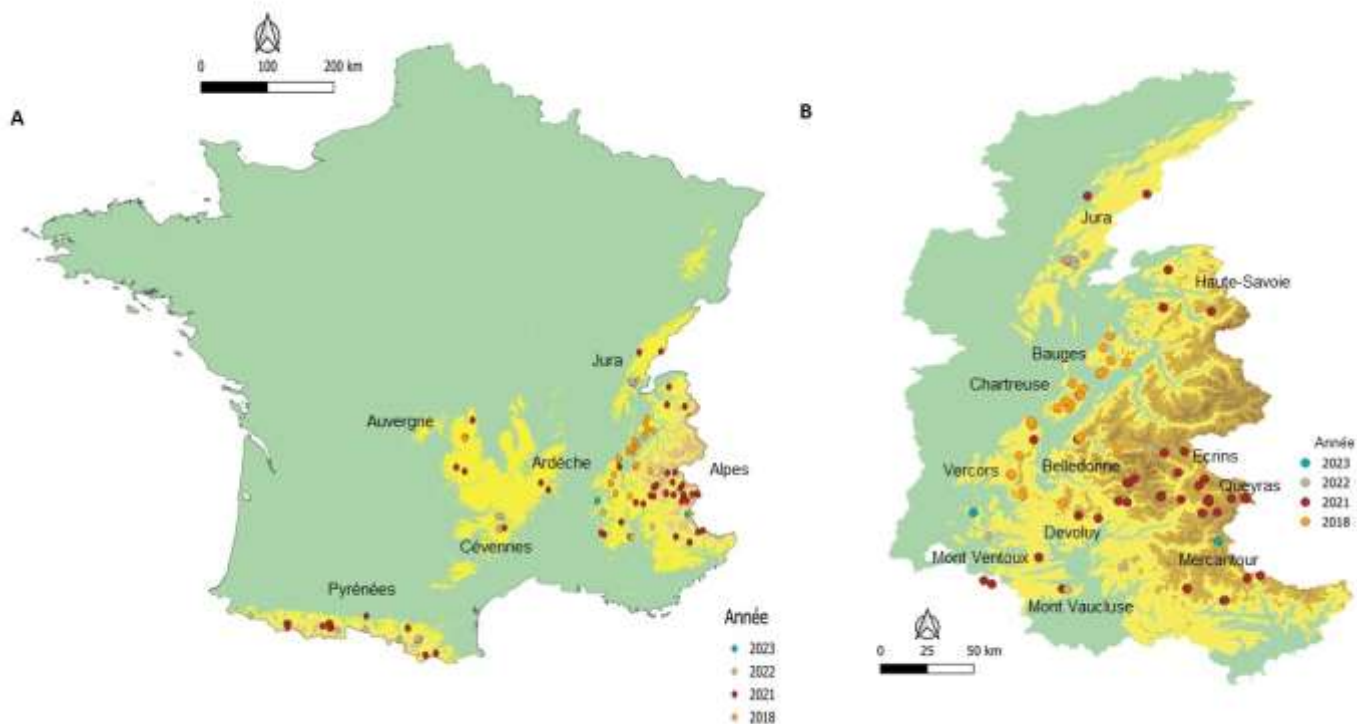 0 100 200 km
A
Jura
Auvergne
Ardèche
Alpes
Cévennes
Pyrénées
Année
2023
2022
2021
2018
B
Jura
Haute-Savoie
Bauges
Chartreuse
Vercors
Belledonne
Ecrins
Queyras
Devoluy
Mont Ventoux
Mercantour
Mont Vaucluse
0 25 50 km
Année
2023
2022
2021
2018